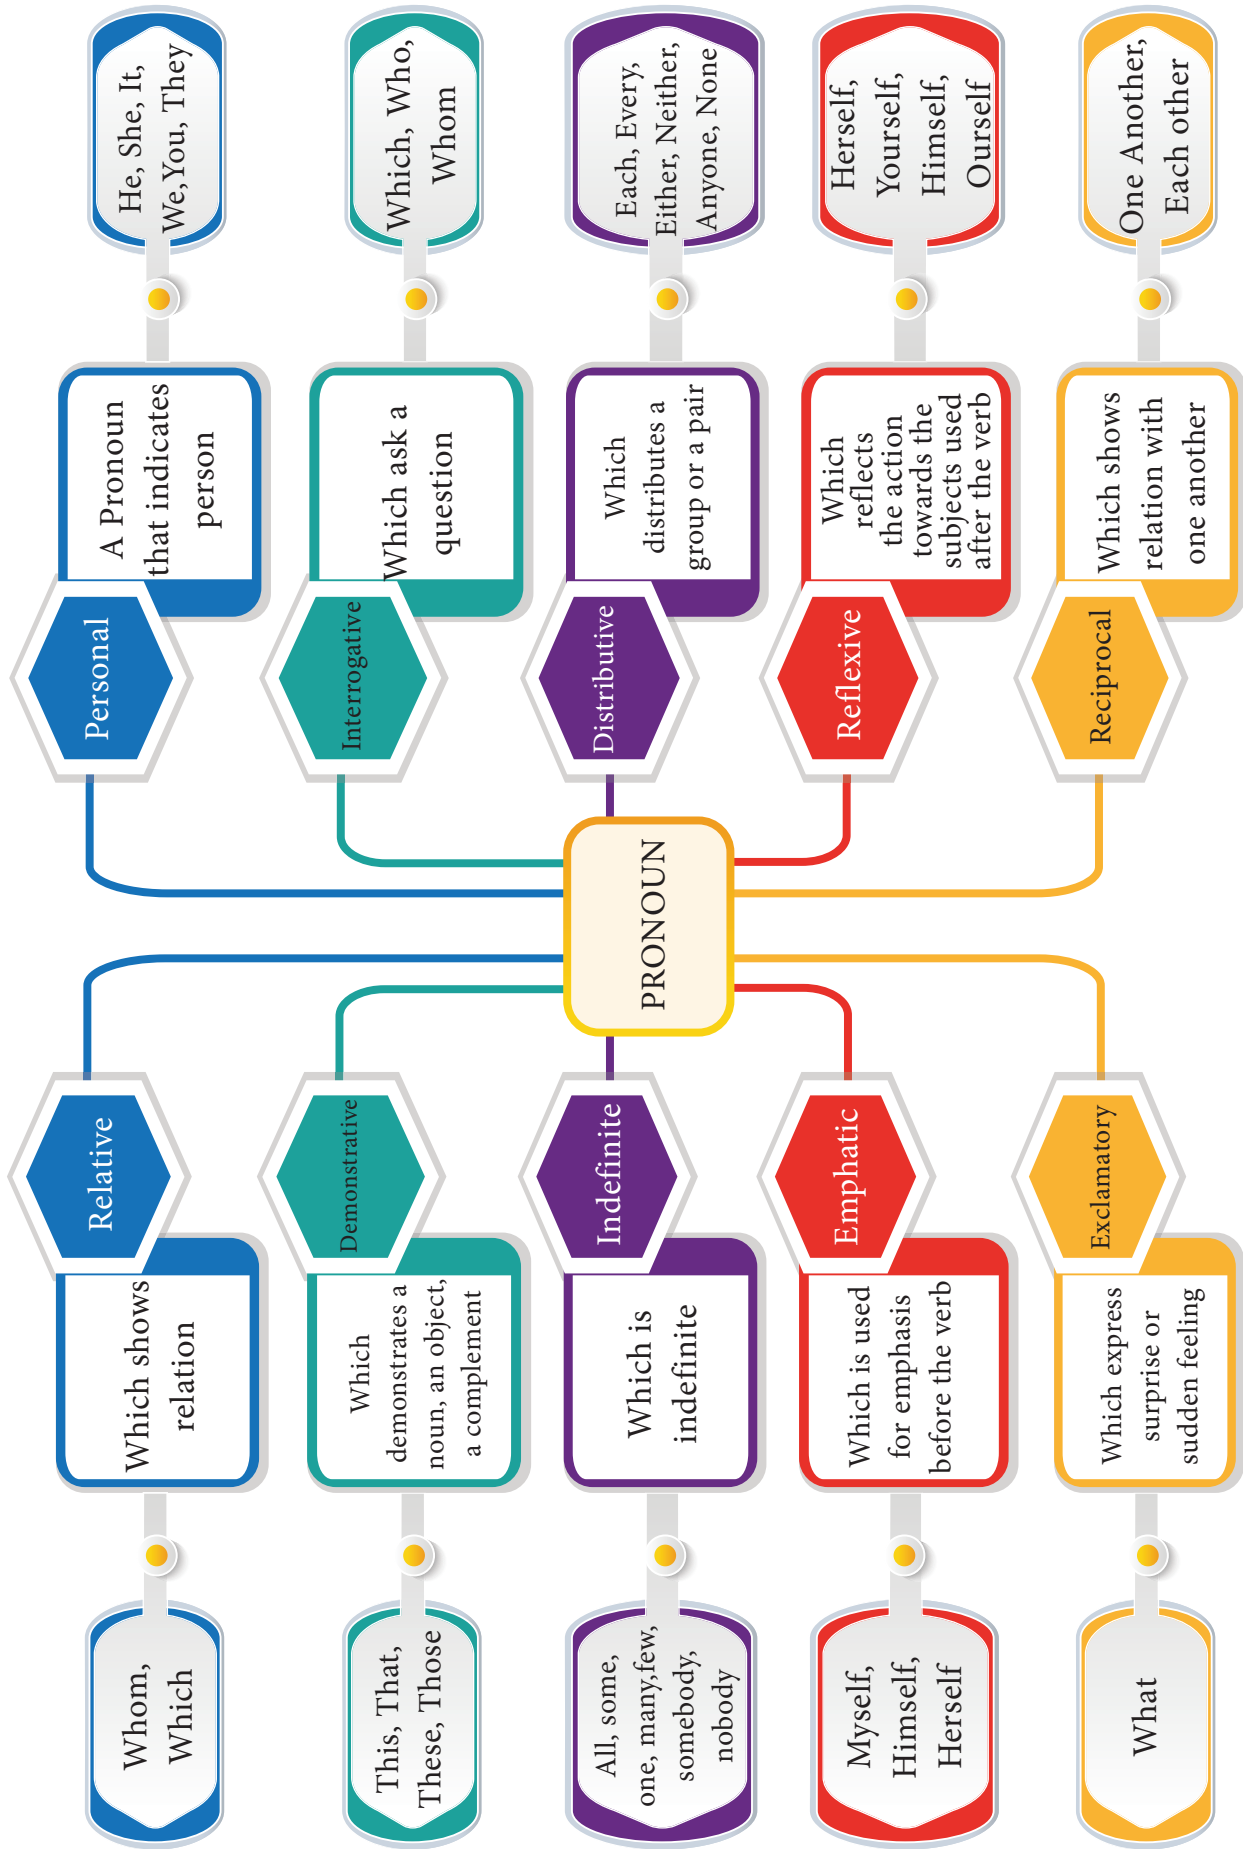 PRONOUN
Relative
Which shows
relation
Whom,
Which
Demonstrative
Which
demonstrates a
noun, an object,
a complement
This, That,
These, Those
Indefinite
Which is
indefinite
All, some,
one, many,few,
somebody,
nobody
Emphatic
Which is used
for emphasis
before the verb
Myself,
Himself,
Herself
Exclamatory
Which express
surprise or
sudden feeling
What
Personal
A Pronoun
that indicates
person
He, She, It,
We,You, They
Interrogative
Which ask a
question
Which, Who,
Whom
Distributive
Which
distributes a
group or a pair
Each, Every,
Either, Neither,
Anyone, None
Reflexive
Which
reflects
the action
towards the
subjects used
after the verb
Herself,
Yourself,
Himself,
Ourself
Reciprocal
Which shows
relation with
one another
One Another,
Each other